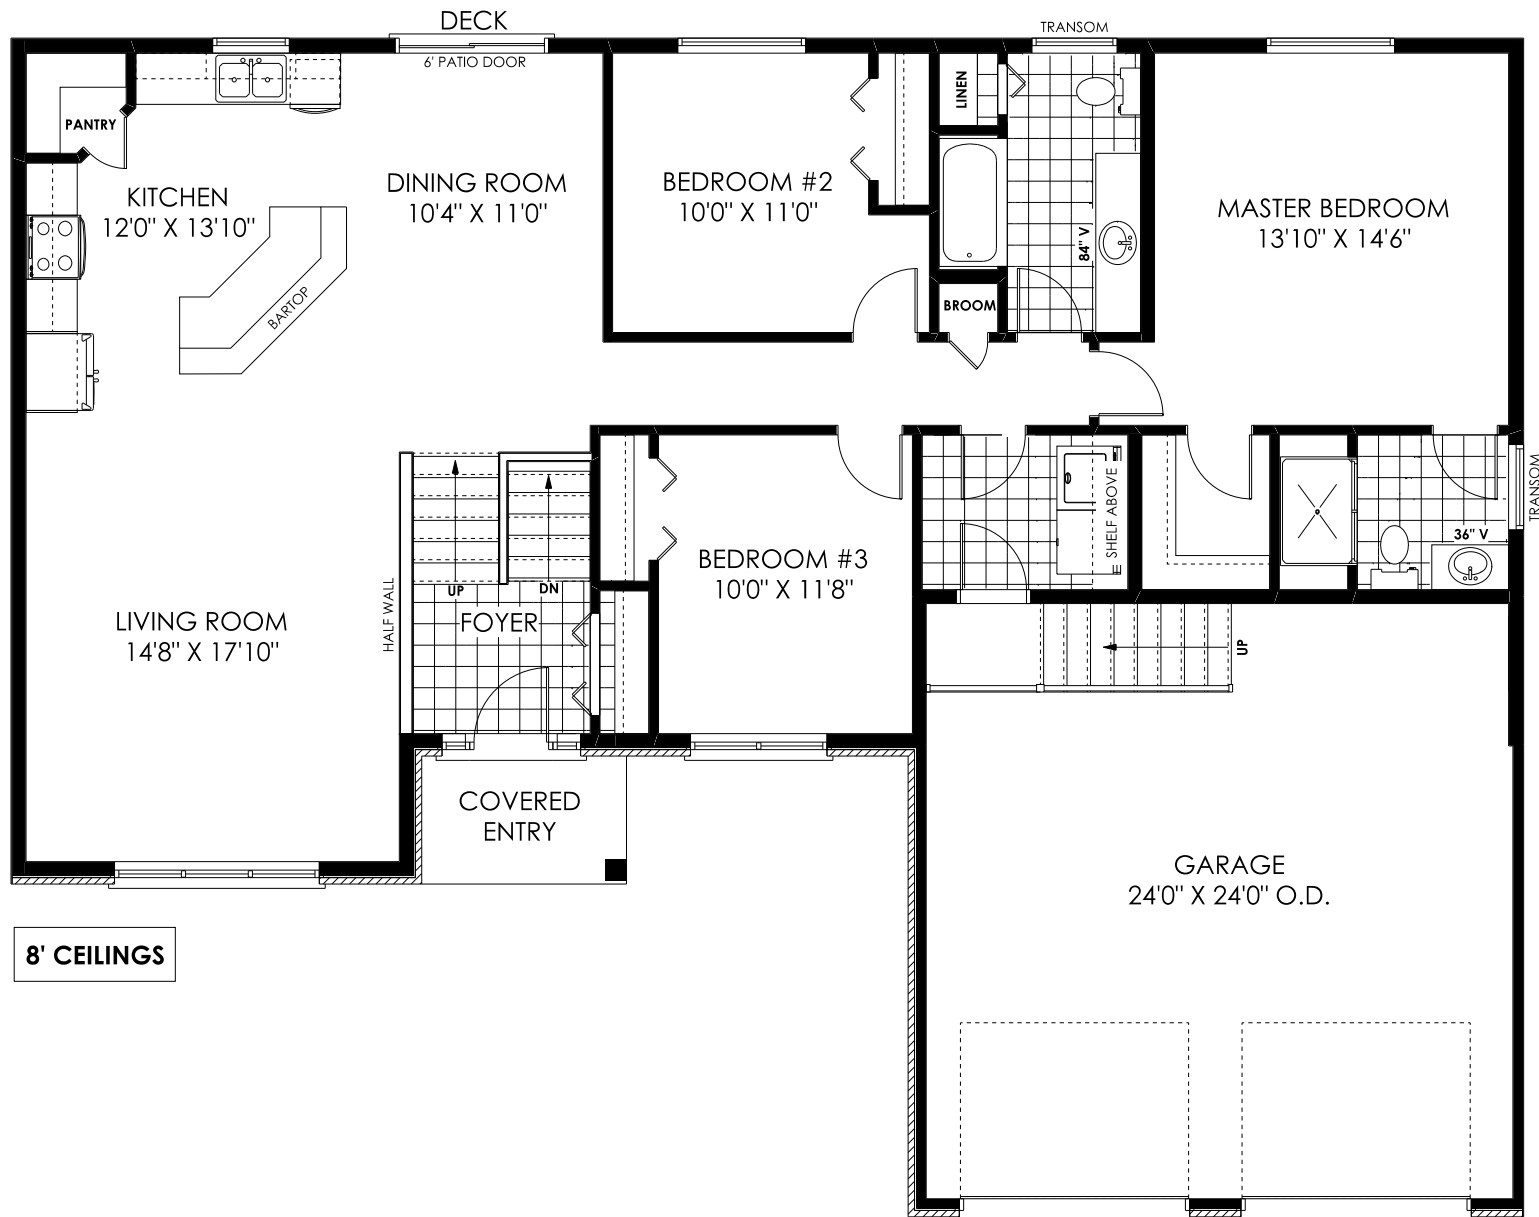 DECK
TRANSOM
6' PATIO DOOR
LINEN
PANTRY
KITCHEN
12'0" X 13'10"
DINING ROOM
10'4" X 11'0"
BEDROOM #2
10'0" X 11'0"
84" V
MASTER BEDROOM
13'10" X 14'6"
BARTOP
BROOM
SHELF ABOVE
TRANSOM
36" V
BEDROOM #3
10'0" X 11'8"
UP
DN
HALF WALL
FOYER
LIVING ROOM
14'8" X 17'10"
UP
COVERED
ENTRY
GARAGE
24'0" X 24'0" O.D.
8' CEILINGS